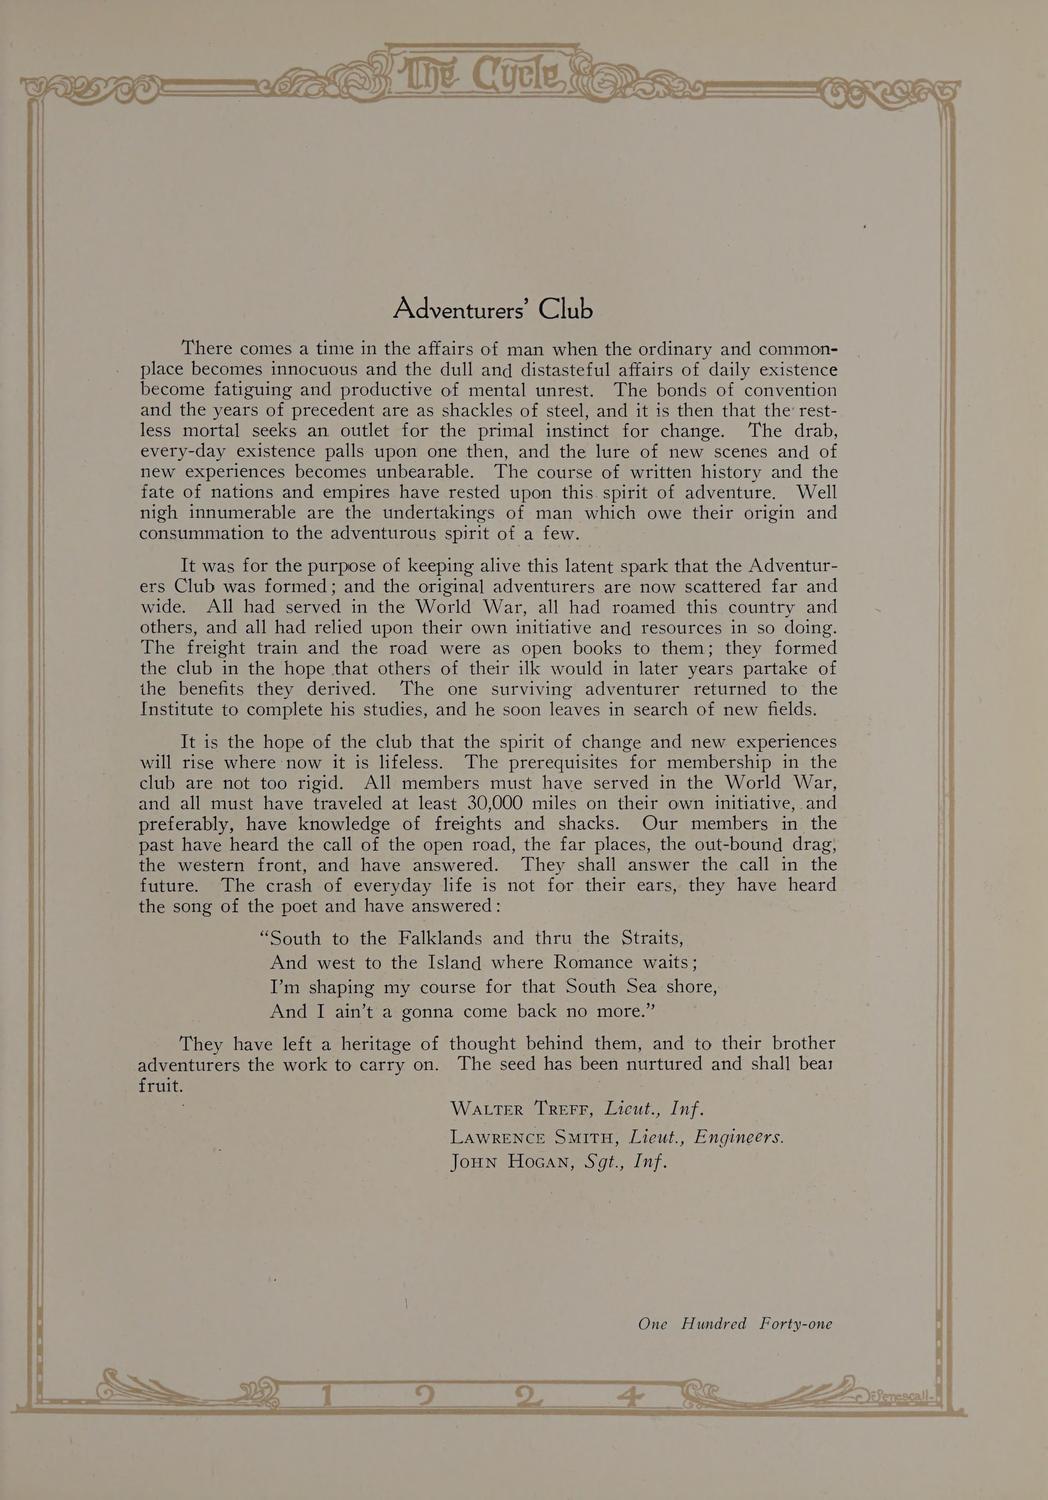 The Cycle
Adventurers' Club
There comes a time in the affairs of man when the ordinary and common-
place becomes innocuous and the dull and distasteful affairs of daily existence
become fatiguing and productive of mental unrest. The bonds of convention
and the years of precedent are as shackles of steel, and it is then that the rest-
less mortal seeks an outlet for the primal instinct for change. The drab,
every-day existence palls upon one then, and the lure of new scenes and of
new experiences becomes unbearable. The course of written history and the
fate of nations and empires have rested upon this spirit of adventure. Well
nigh innumerable are the undertakings of man which owe their origin and
consummation to the adventurous spirit of a few.
It was for the purpose of keeping alive this latent spark that the Adventur-
ers Club was formed; and the original adventurers are now scattered far and
wide. All had served in the World War, all had roamed this country and
others, and all had relied upon their own initiative and resources in so doing.
The freight train and the road were as open books to them; they formed
the club in the hope that others of their ilk would in later years partake of
the benefits they derived. The one surviving adventurer returned to the
Institute to complete his studies, and he soon leaves in search of new fields.
It is the hope of the club that the spirit of change and new experiences
will rise where now it is lifeless. The prerequisites for membership in the
club are not too rigid. All members must have served in the World War,
and all must have traveled at least 30,000 miles on their own initiative, and
preferably, have knowledge of freights and shacks. Our members in the
past have heard the call of the open road, the far places, the out-bound drag,
the western front, and have answered. They shall answer the call in the
future. The crash of everyday life is not for their ears, they have heard
the song of the poet and have answered:
"South to the Falklands and thru the Straits,
And west to the Island where Romance waits;
I'm shaping my course for that South Sea shore,
And I ain't a gonna come back no more."
They have left a heritage of thought behind them, and to their brother
adventurers the work to carry on. The seed has been nurtured and shall bear
fruit.
WALTER TREFF, Lieut., Inf.
LAWRENCE SMITH, Lieut., Engineers.
JOHN HOGAN, Sgt., Inf.
One Hundred Forty-one
1 9 2 4